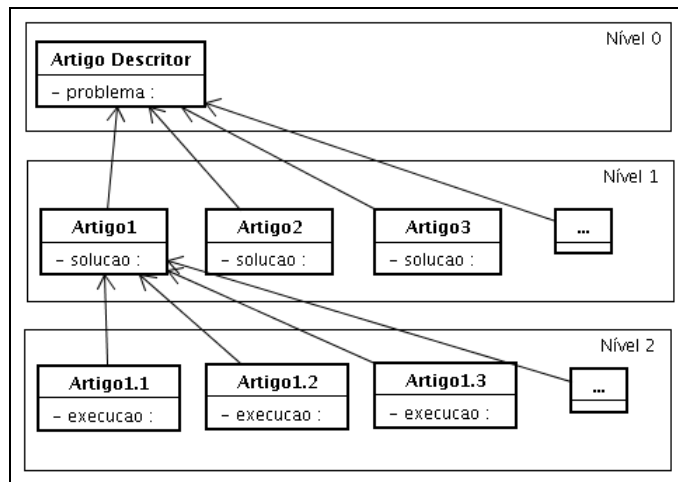 Nível 0
Artigo Descritor
– problema :
Nível 1
Artigo1
– solucao :
Artigo2
– solucao :
Artigo3
– solucao :
...
Nível 2
Artigo1.1
– execucao :
Artigo1.2
– execucao :
Artigo1.3
– execucao :
...